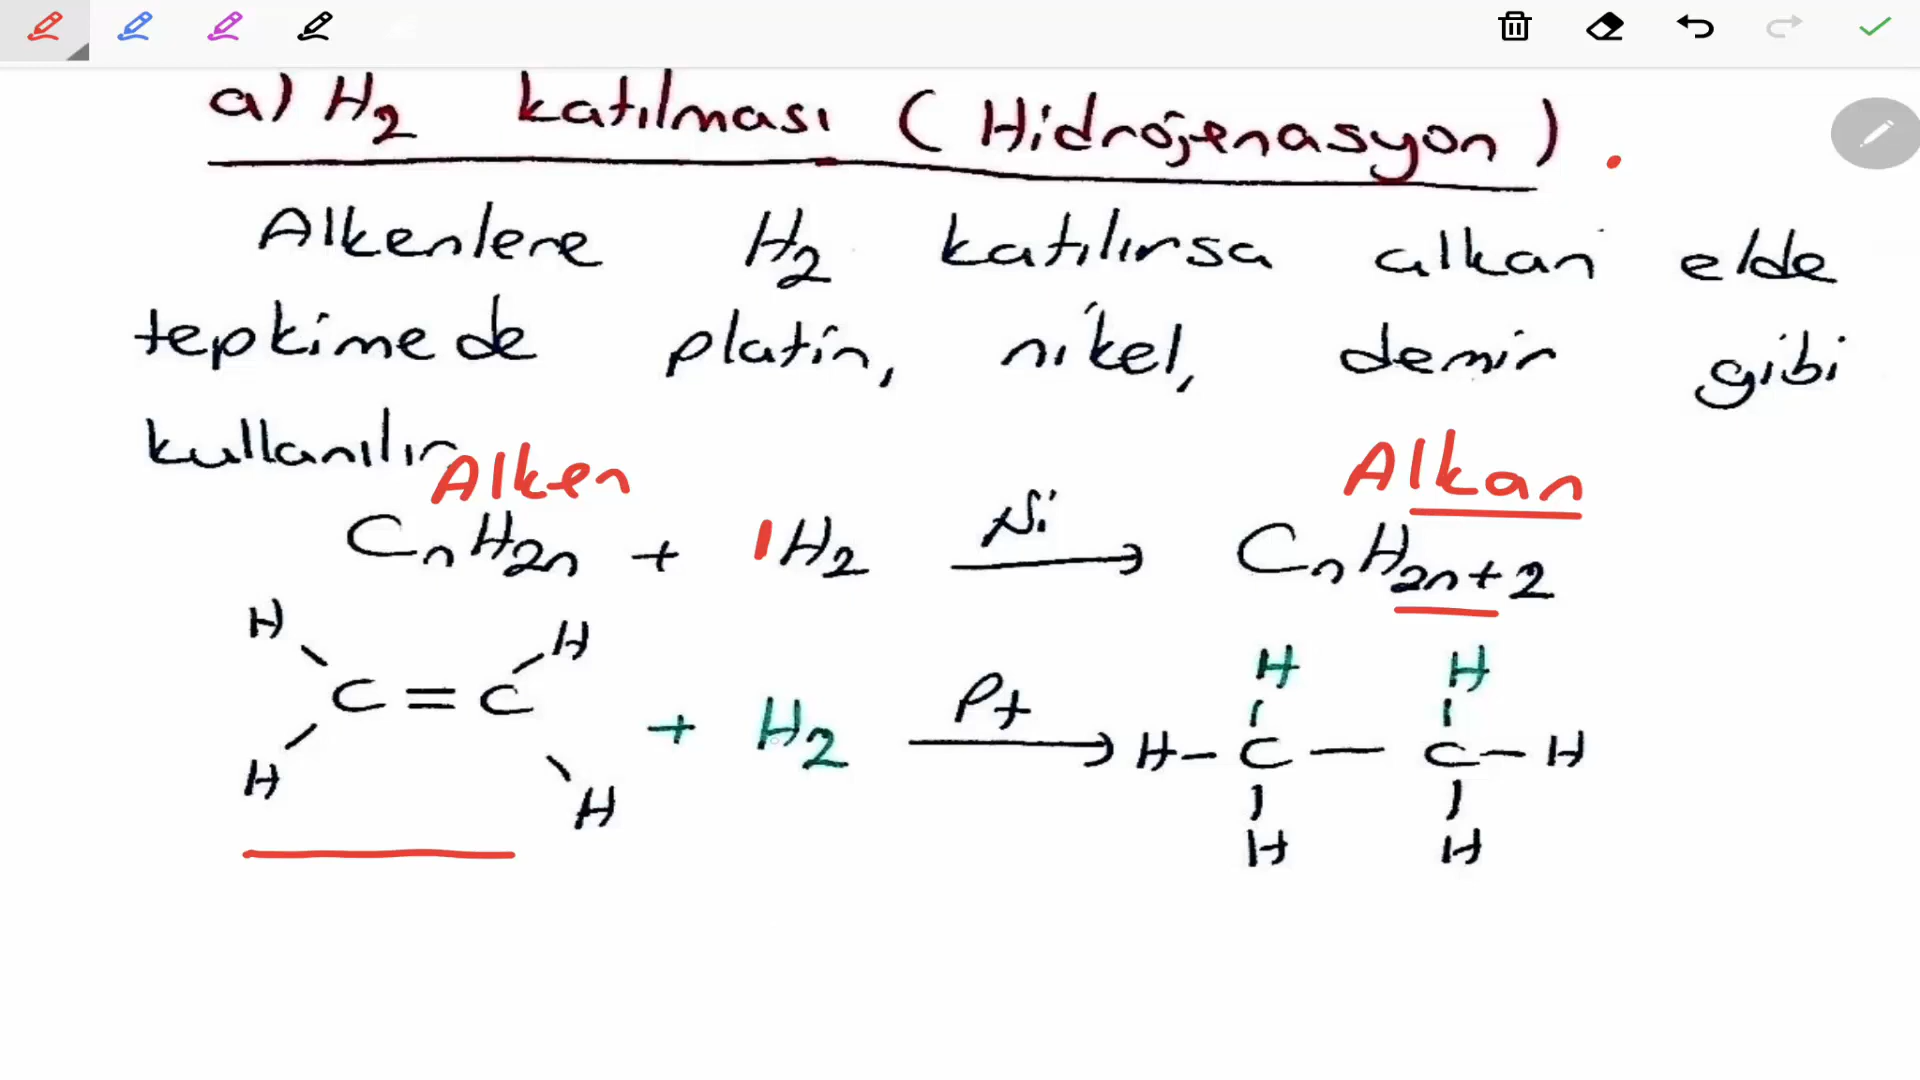 a) H₂ katılması (Hidrojenasyon).
Alkenlere H₂ katılırsa alkan elde
tepkimede platin, nikel, demir gibi
kullanılır
Alken Alkan
CnH2n + 1H₂ Ni → CnH2n+2
H H H H
C = C + H₂ Pt → H – C — C – H
H H H H